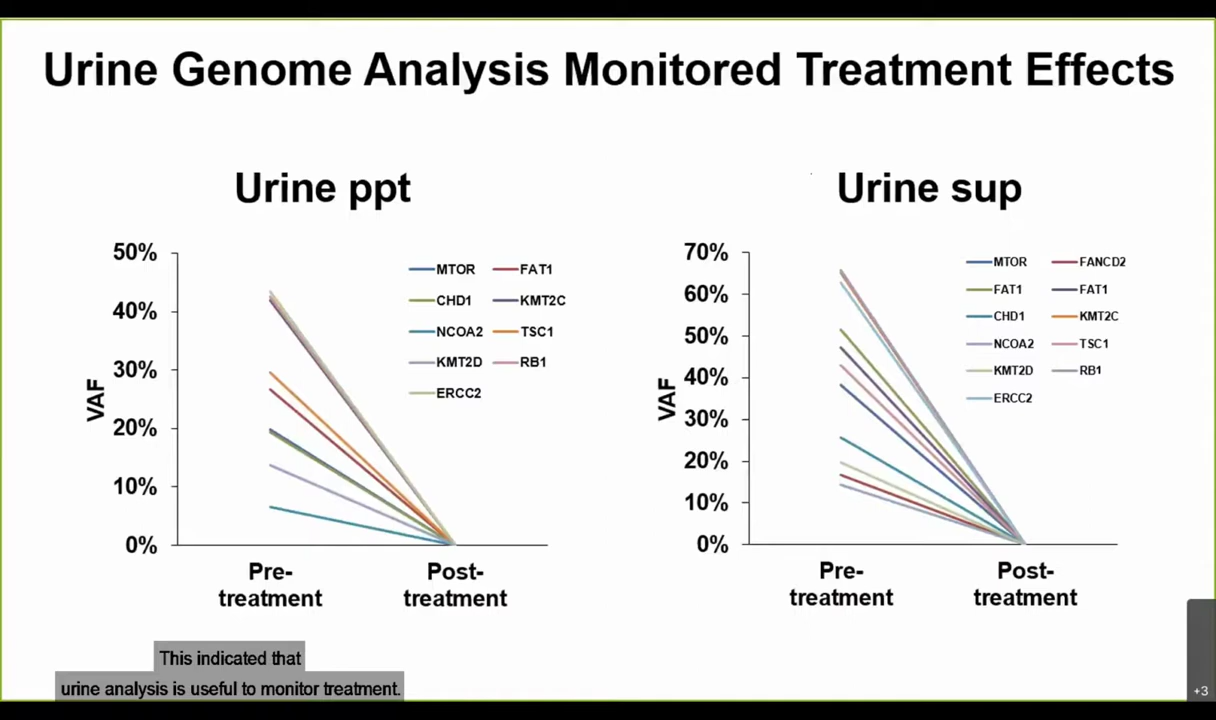 Urine Genome Analysis Monitored Treatment Effects
Urine ppt
50%
40%
30%
20%
10%
0%
VAF
MTOR FAT1
CHD1 KMT2C
NCOA2 TSC1
KMT2D RB1
ERCC2
Pre-
treatment
Post-
treatment
Urine sup
70%
60%
50%
40%
30%
20%
10%
0%
VAF
MTOR FANCD2
FAT1 FAT1
CHD1 KMT2C
NCOA2 TSC1
KMT2D RB1
ERCC2
Pre-
treatment
Post-
treatment
This indicated that
urine analysis is useful to monitor treatment.
+3